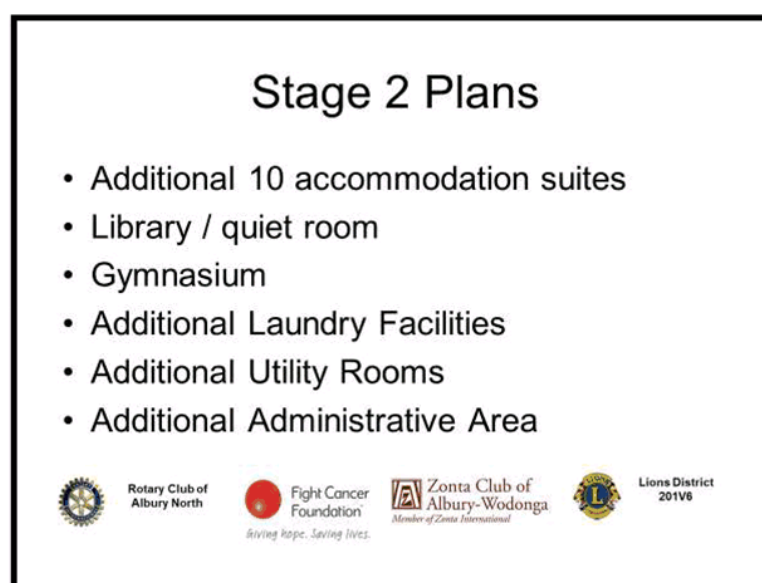 Stage 2 Plans
• Additional 10 accommodation suites
• Library / quiet room
• Gymnasium
• Additional Laundry Facilities
• Additional Utility Rooms
• Additional Administrative Area
Rotary Club of
Albury North
Fight Cancer
Foundation
Giving hope. Saving lives.
Zonta Club of
Albury-Wodonga
Member of Zonta International
LIONS
L
Lions District
201V6